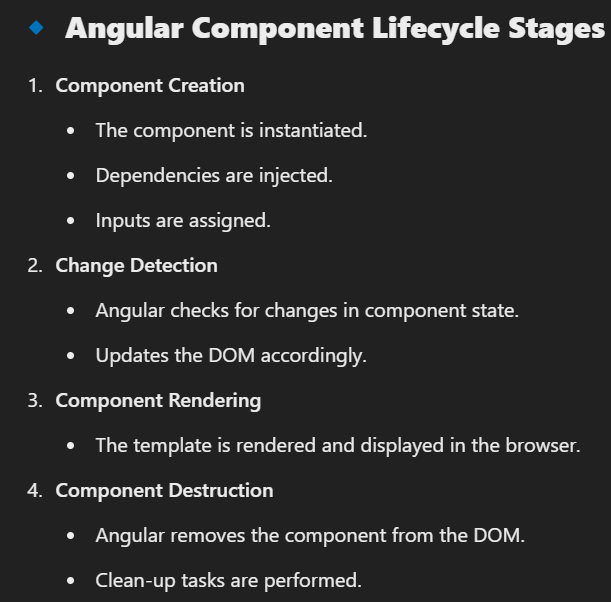 Angular Component Lifecycle Stages
1. Component Creation
• The component is instantiated.
• Dependencies are injected.
• Inputs are assigned.
2. Change Detection
• Angular checks for changes in component state.
• Updates the DOM accordingly.
3. Component Rendering
• The template is rendered and displayed in the browser.
4. Component Destruction
• Angular removes the component from the DOM.
• Clean-up tasks are performed.